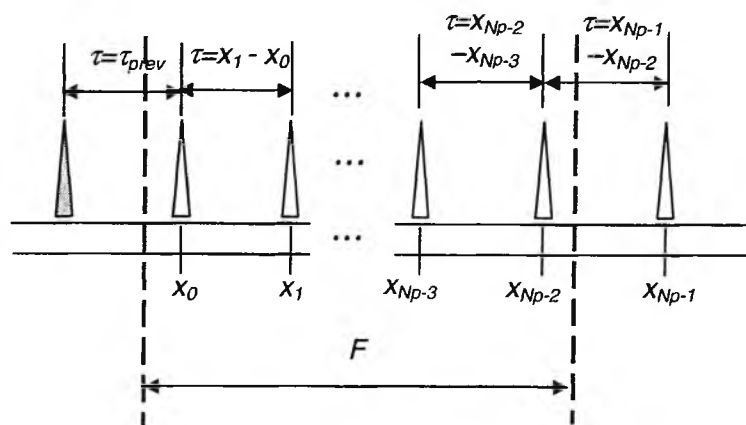 τ=τprev
τ=x1 - x0
...
τ=xNp-2
-xNp-3
τ=xNp-1
-xNp-2
...
...
x0
x1
xNp-3
xNp-2
xNp-1
F